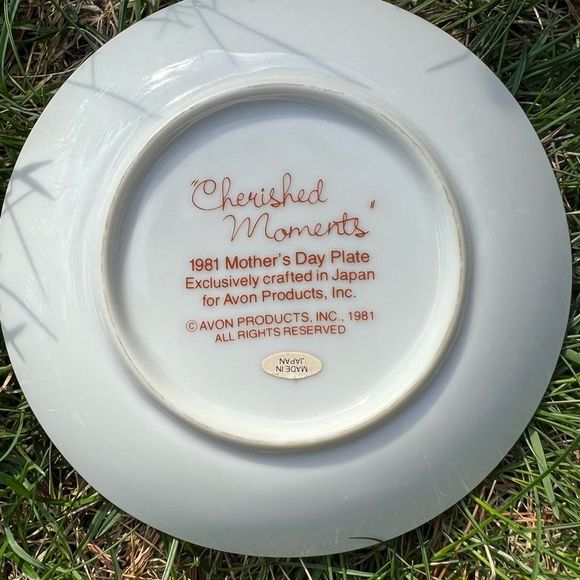 "Cherished
Moments"
1981 Mother's Day Plate
Exclusively crafted in Japan
for Avon Products, Inc.
© AVON PRODUCTS, INC., 1981
ALL RIGHTS RESERVED
MADE IN
JAPAN